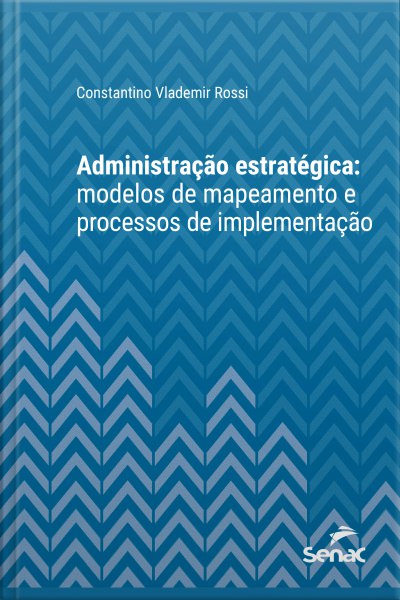 Constantino Vlademir Rossi
Administração estratégica:
modelos de mapeamento e
processos de implementação
Senac